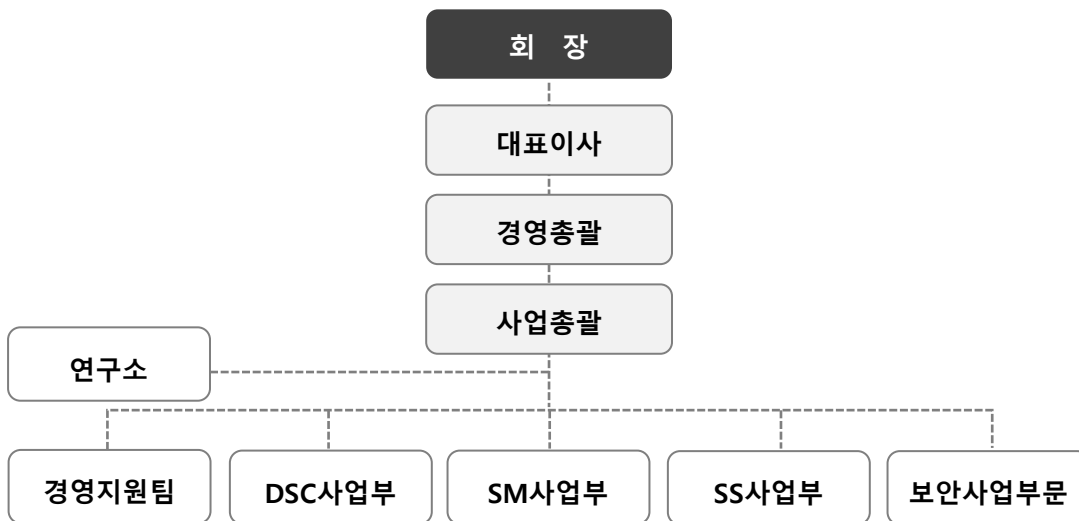 회 장
대표이사
경영총괄
사업총괄
연구소
경영지원팀
DSC사업부
SM사업부
SS사업부
보안사업부문